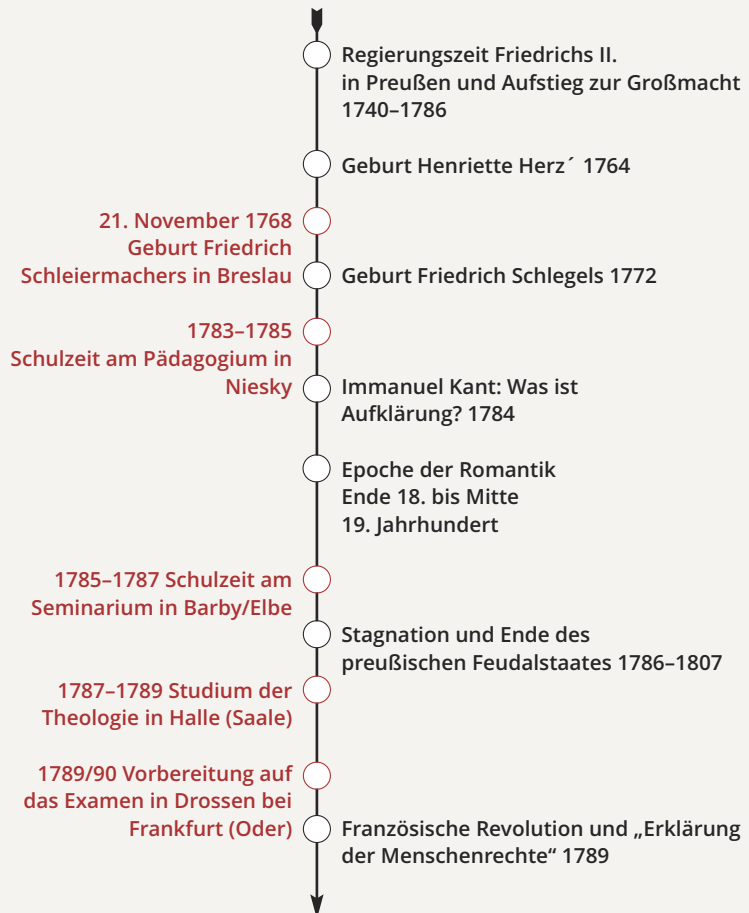 Regierungszeit Friedrichs II.
in Preußen und Aufstieg zur Großmacht
1740–1786
Geburt Henriette Herz´ 1764
21. November 1768
Geburt Friedrich
Schleiermachers in Breslau
Geburt Friedrich Schlegels 1772
1783–1785
Schulzeit am Pädagogium in
Niesky
Immanuel Kant: Was ist
Aufklärung? 1784
Epoche der Romantik
Ende 18. bis Mitte
19. Jahrhundert
1785–1787 Schulzeit am
Seminarium in Barby/Elbe
Stagnation und Ende des
preußischen Feudalstaates 1786–1807
1787–1789 Studium der
Theologie in Halle (Saale)
1789/90 Vorbereitung auf
das Examen in Drossen bei
Frankfurt (Oder)
Französische Revolution und „Erklärung
der Menschenrechte“ 1789